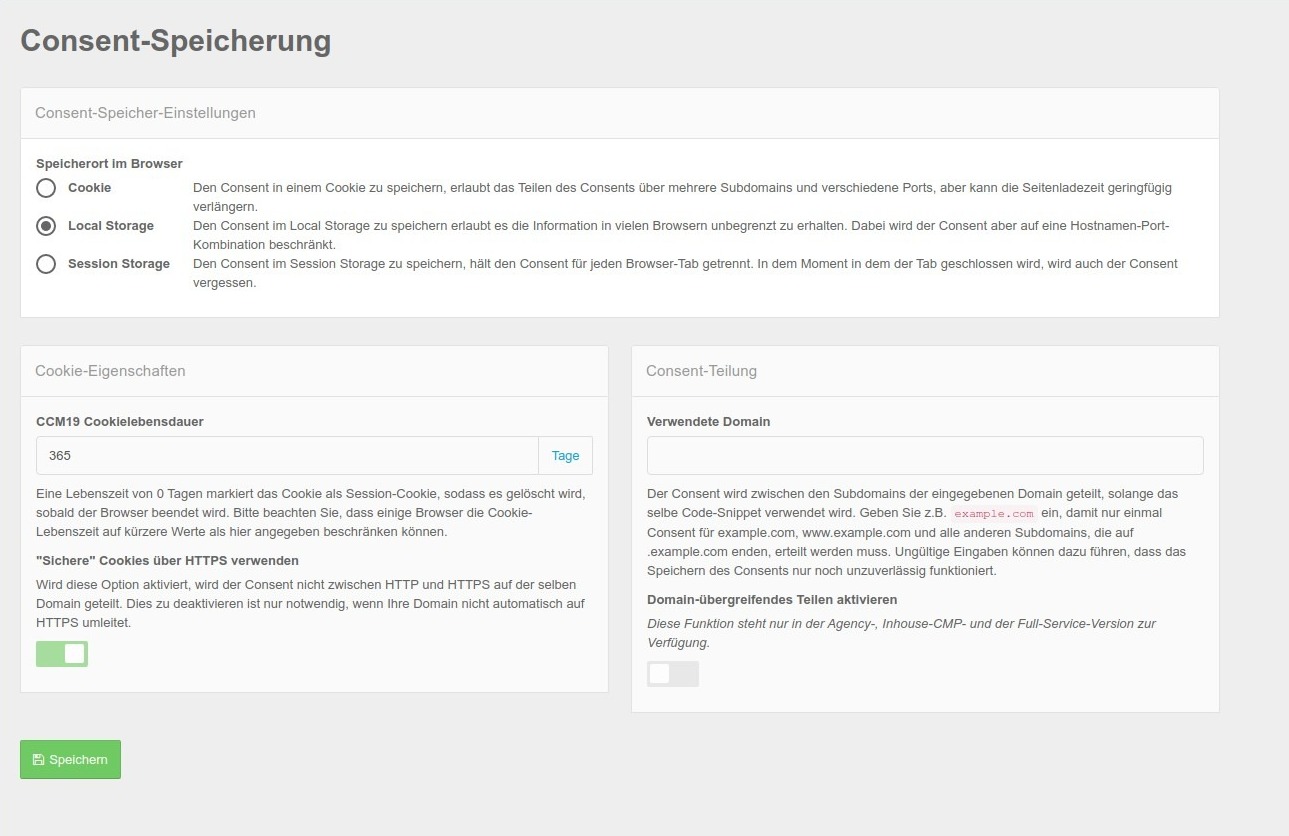 Consent-Speicherung
Consent-Speicher-Einstellungen
Speicherort im Browser
Cookie
Den Consent in einem Cookie zu speichern, erlaubt das Teilen des Consents über mehrere Subdomains und verschiedene Ports, aber kann die Seitenladezeit geringfügig
verlängern.
Local Storage
Den Consent im Local Storage zu speichern erlaubt es die Information in vielen Browsern unbegrenzt zu erhalten. Dabei wird der Consent aber auf eine Hostnamen-Port-
Kombination beschränkt.
Session Storage
Den Consent im Session Storage zu speichern, hält den Consent für jeden Browser-Tab getrennt. In dem Moment in dem der Tab geschlossen wird, wird auch der Consent
vergessen.
Cookie-Eigenschaften
CCM19 Cookielebensdauer
365
Tage
Eine Lebenszeit von 0 Tagen markiert das Cookie als Session-Cookie, sodass es gelöscht wird,
sobald der Browser beendet wird. Bitte beachten Sie, dass einige Browser die Cookie-
Lebenszeit auf kürzere Werte als hier angegeben beschränken können.
"Sichere" Cookies über HTTPS verwenden
Wird diese Option aktiviert, wird der Consent nicht zwischen HTTP und HTTPS auf der selben
Domain geteilt. Dies zu deaktivieren ist nur notwendig, wenn Ihre Domain nicht automatisch auf
HTTPS umleitet.
Consent-Teilung
Verwendete Domain
Der Consent wird zwischen den Subdomains der eingegebenen Domain geteilt, solange das
selbe Code-Snippet verwendet wird. Geben Sie z.B. example.com ein, damit nur einmal
Consent für example.com, www.example.com und alle anderen Subdomains, die auf
.example.com enden, erteilt werden muss. Ungültige Eingaben können dazu führen, dass das
Speichern des Consents nur noch unzuverlässig funktioniert.
Domain-übergreifendes Teilen aktivieren
Diese Funktion steht nur in der Agency-, Inhouse-CMP- und der Full-Service-Version zur
Verfügung.
Speichern